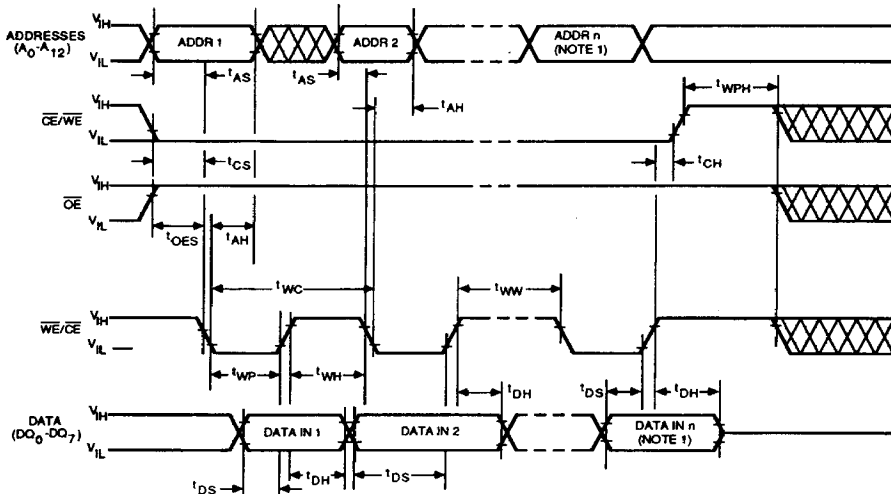 ADDRESSES
(A0-A12)
VIH
VIL
ADDR 1
ADDR 2
ADDR n
(NOTE 1)
tAS
tAS
tAH
tWPH
CE/WE
VIH
VIL
tCS
tCH
OE
VIH
VIL
tOES
tAH
tWC
tWW
WE/CE
VIH
VIL
tWP
tWH
tDH
tDS
tDH
DATA
(DQ0-DQ7)
VIH
VIL
DATA IN 1
DATA IN 2
DATA IN n
(NOTE 1)
tDS
tDH
tDS